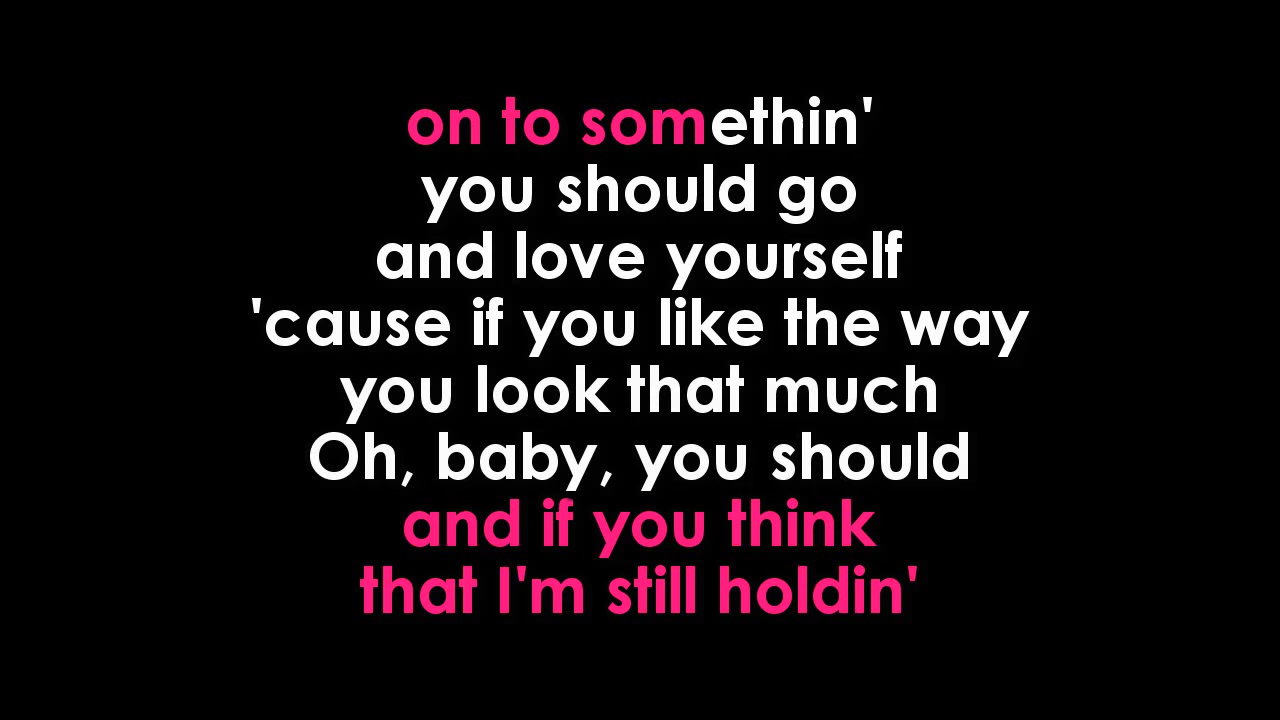 on to somethin'
you should go
and love yourself
'cause if you like the way
you look that much
Oh, baby, you should
and if you think
that I'm still holdin'